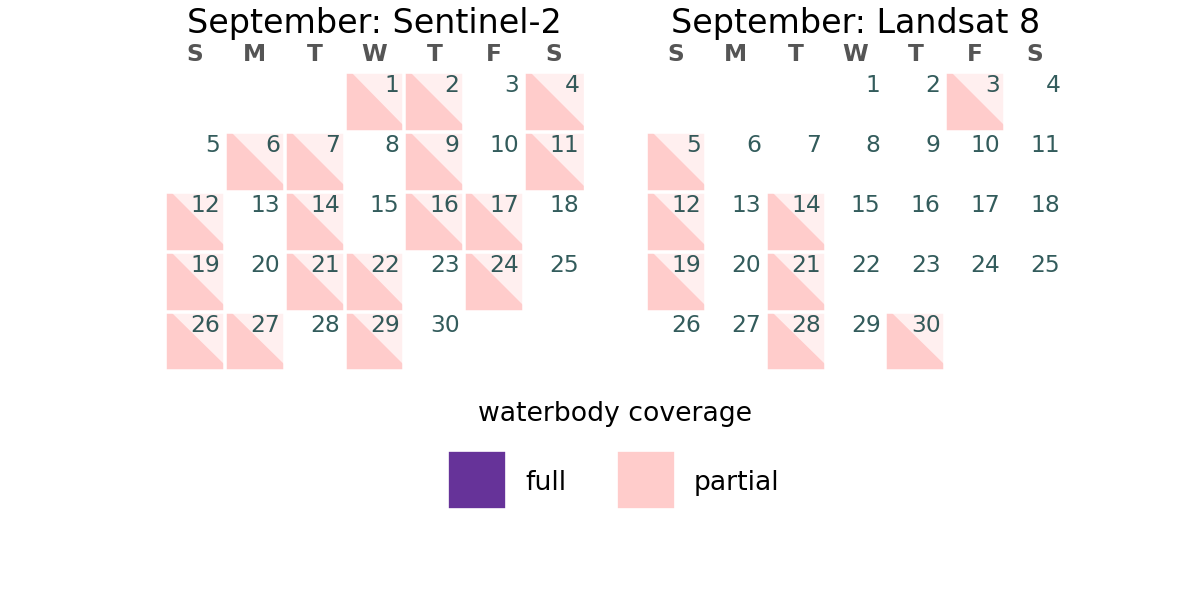 September: Sentinel-2
S M T W T F S
1 2 3 4
5 6 7 8 9 10 11
12 13 14 15 16 17 18
19 20 21 22 23 24 25
26 27 28 29 30
September: Landsat 8
S M T W T F S
1 2 3 4
5 6 7 8 9 10 11
12 13 14 15 16 17 18
19 20 21 22 23 24 25
26 27 28 29 30
waterbody coverage
full partial